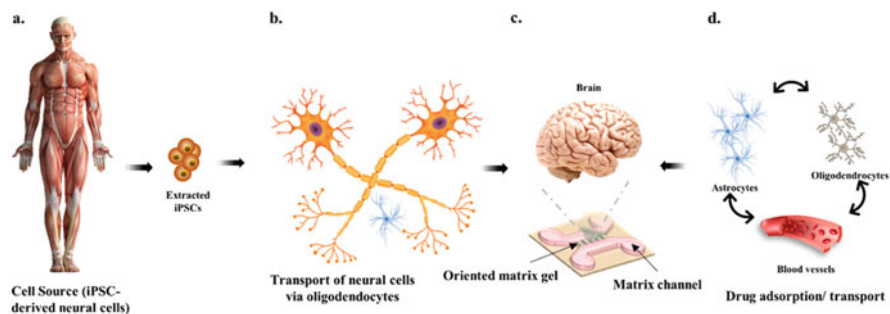 a.
b.
c.
d.
Brain
Extracted
iPSCs
Astrocytes
Oligodendrocytes
Blood vessels
Oriented matrix gel
Matrix channel
Cell Source (iPSC-
derived neural cells)
Transport of neural cells
via oligodendocytes
Drug adsorption/ transport